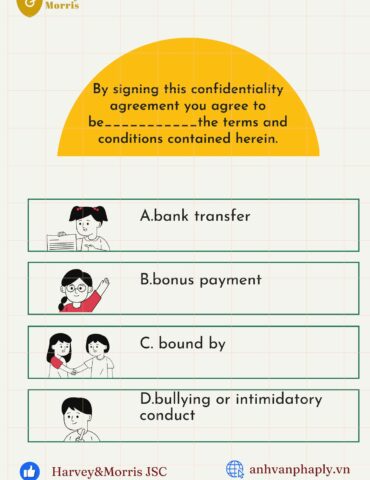 G
Morris
By signing this confidentiality
agreement you agree to
be___________the terms and
conditions contained herein.
A.bank transfer
B.bonus payment
C. bound by
D.bullying or intimidatory
conduct
Harvey&Morris JSC
anhvanphaply.vn